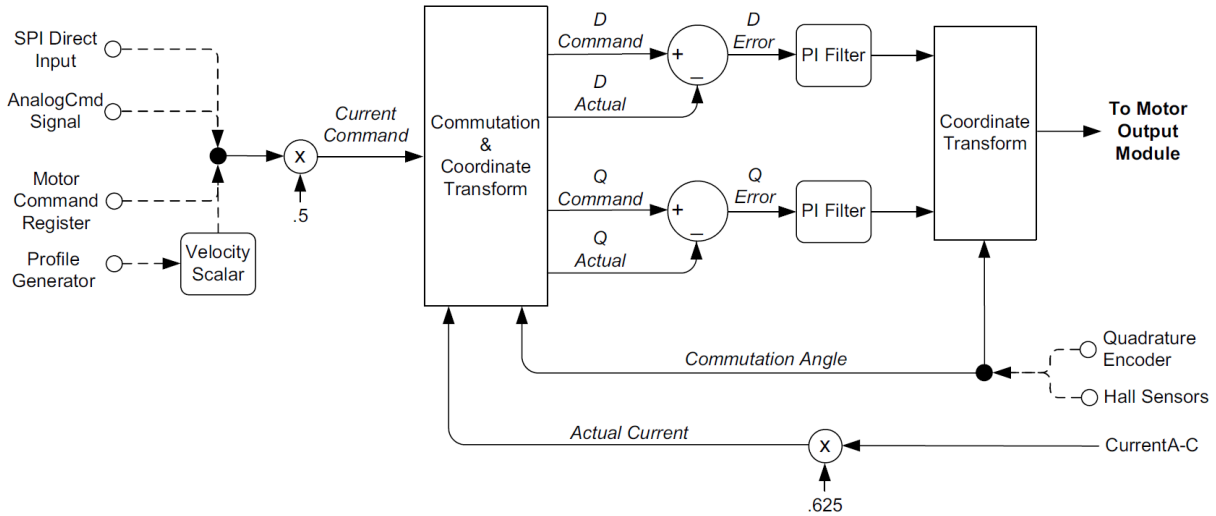 SPI Direct
Input
AnalogCmd
Signal
Motor
Command
Register
Profile
Generator
Velocity
Scalar
x
.5
Current
Command
Commutation
&
Coordinate
Transform
D
Command
D
Actual
Q
Command
Q
Actual
+
–
D
Error
+
–
Q
Error
PI Filter
PI Filter
Coordinate
Transform
To Motor
Output
Module
Commutation Angle
Quadrature
Encoder
Hall Sensors
Actual Current
x
.625
CurrentA-C